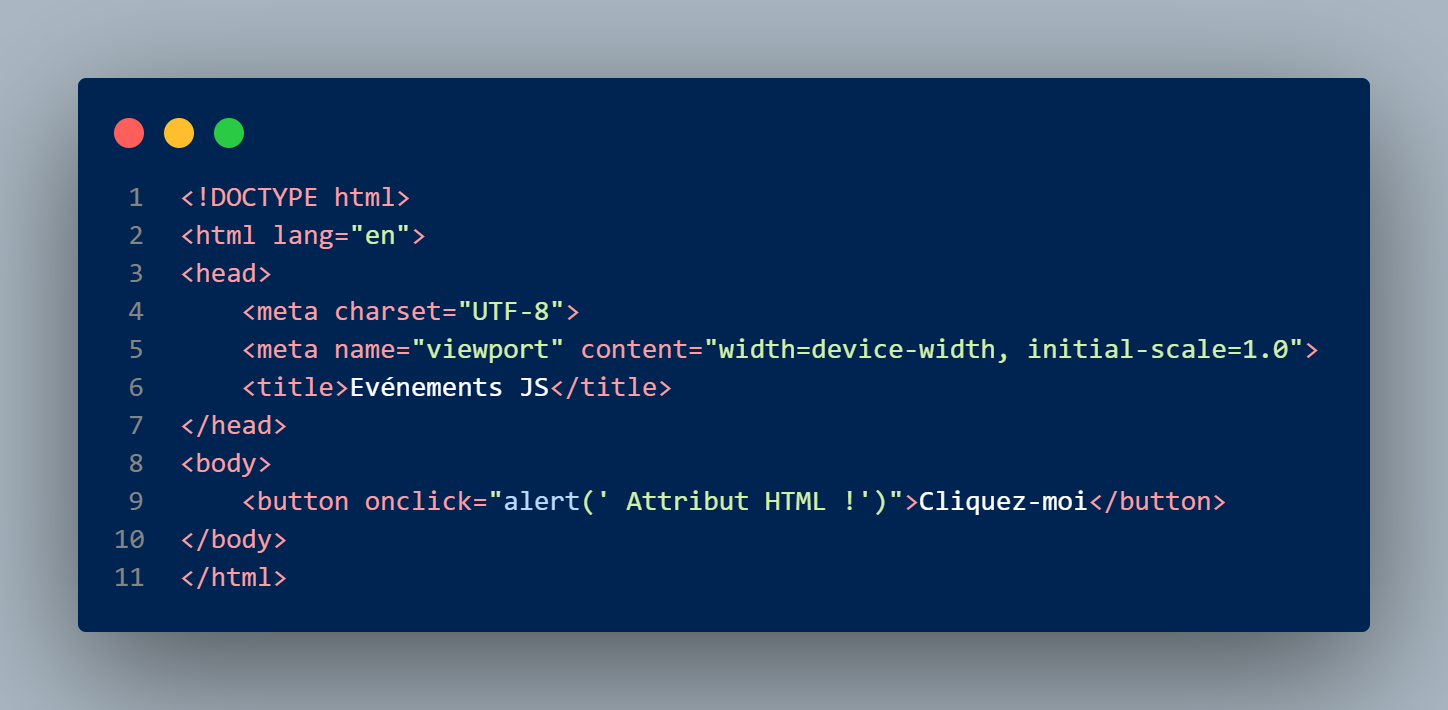 1 <!DOCTYPE html>
2 <html lang="en">
3 <head>
4     <meta charset="UTF-8">
5     <meta name="viewport" content="width=device-width, initial-scale=1.0">
6     <title>Evénements JS</title>
7 </head>
8 <body>
9     <button onclick="alert(' Attribut HTML !')">Cliquez-moi</button>
10 </body>
11 </html>